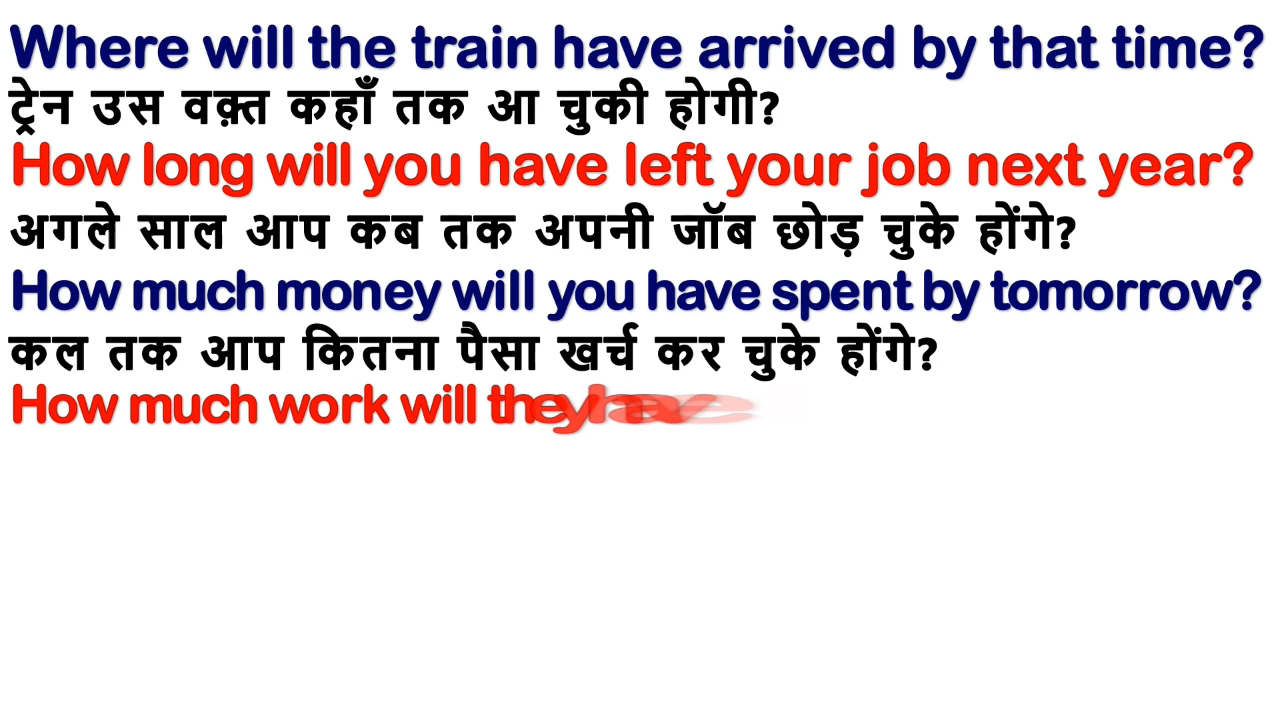 Where will the train have arrived by that time?
ट्रेन उस वक़्त कहाँ तक आ चुकी होगी?
How long will you have left your job next year?
अगले साल आप कब तक अपनी जॉब छोड़ चुके होंगे?
How much money will you have spent by tomorrow?
कल तक आप कितना पैसा खर्च कर चुके होंगे?
How much work will they have